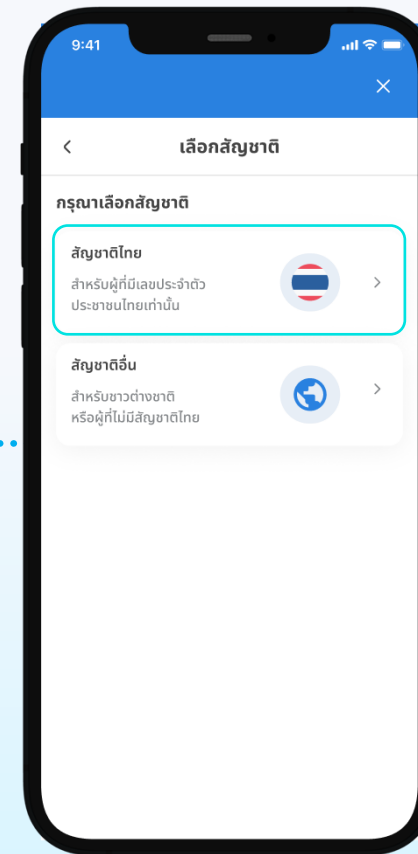 9:41
เลือกสัญชาติ
กรุณาเลือกสัญชาติ
สัญชาติไทย
สำหรับผู้ที่มีเลขประจำตัว
ประชาชนไทยเท่านั้น
สัญชาติอื่น
สำหรับชาวต่างชาติ
หรือผู้ที่ไม่มีสัญชาติไทย